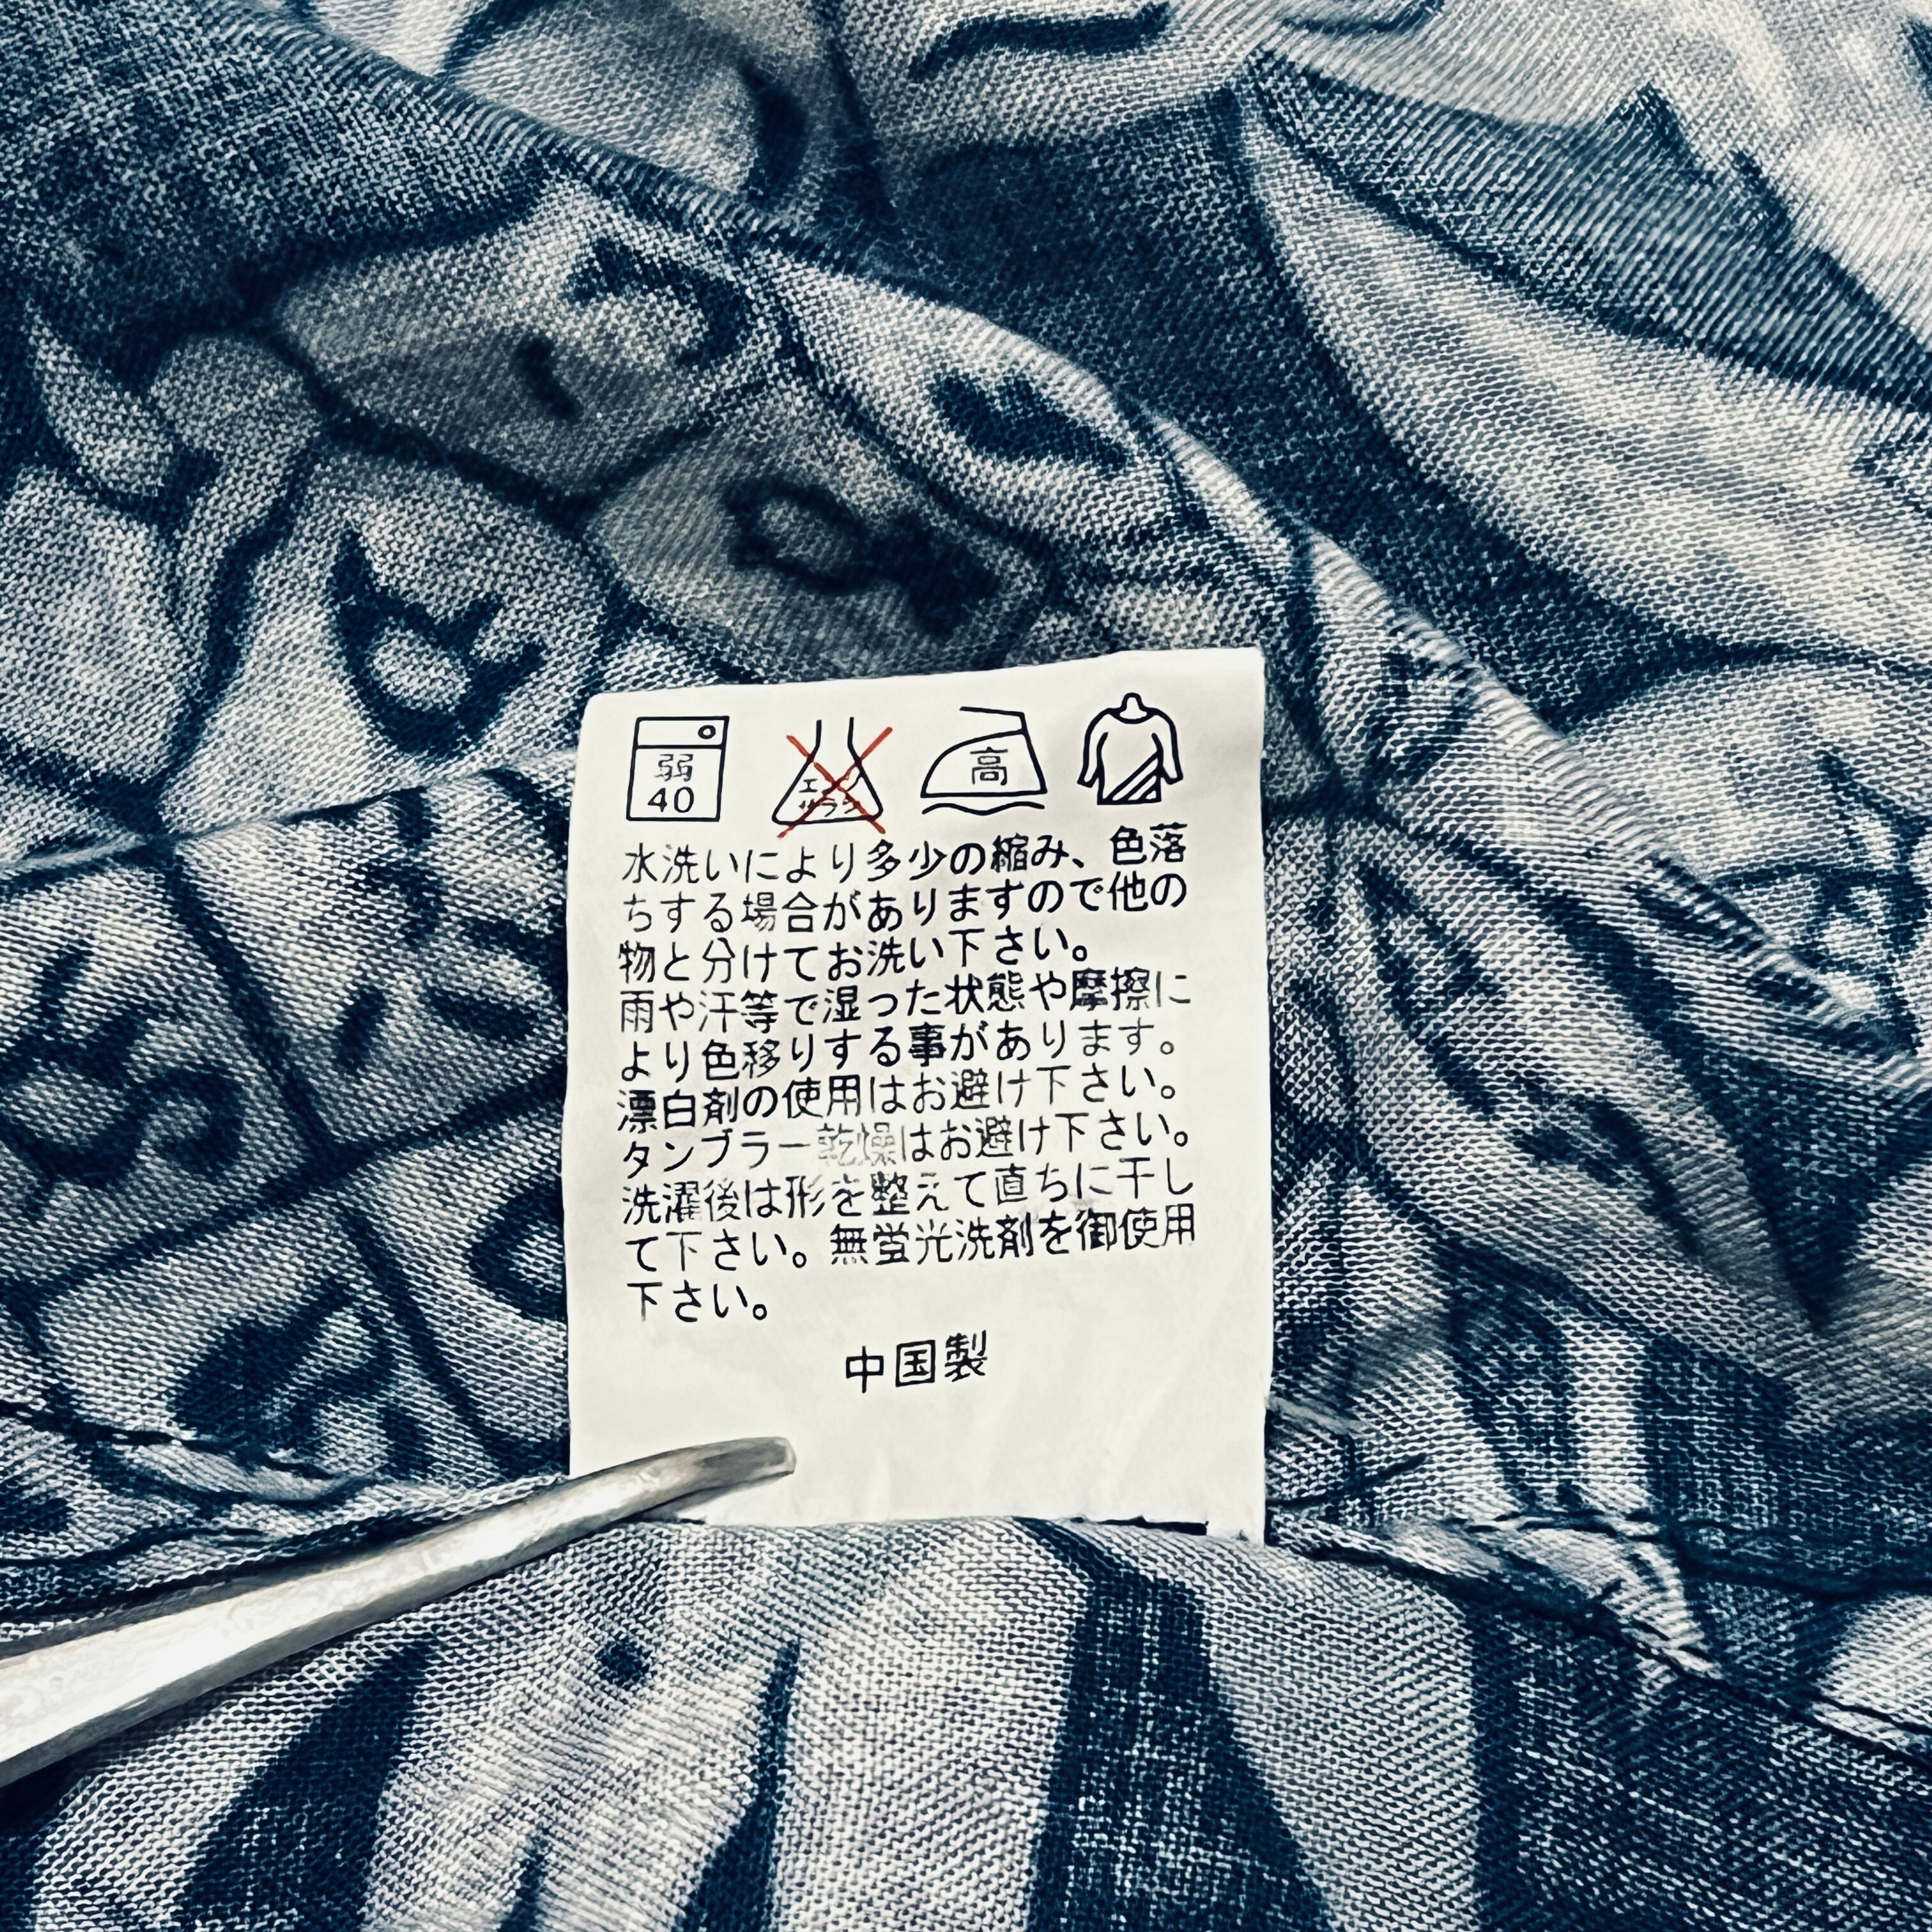 弱
40
エンソ
サラシ
高
水洗いにより多少の縮み、色落
ちする場合がありますので他の
物と分けてお洗い下さい。
雨や汗等で湿った状態や摩擦に
より色移りする事があります。
漂白剤の使用はお避け下さい。
タンブラー乾燥はお避け下さい。
洗濯後は形を整えて直ちに干し
て下さい。無蛍光洗剤を御使用
下さい。
中国製